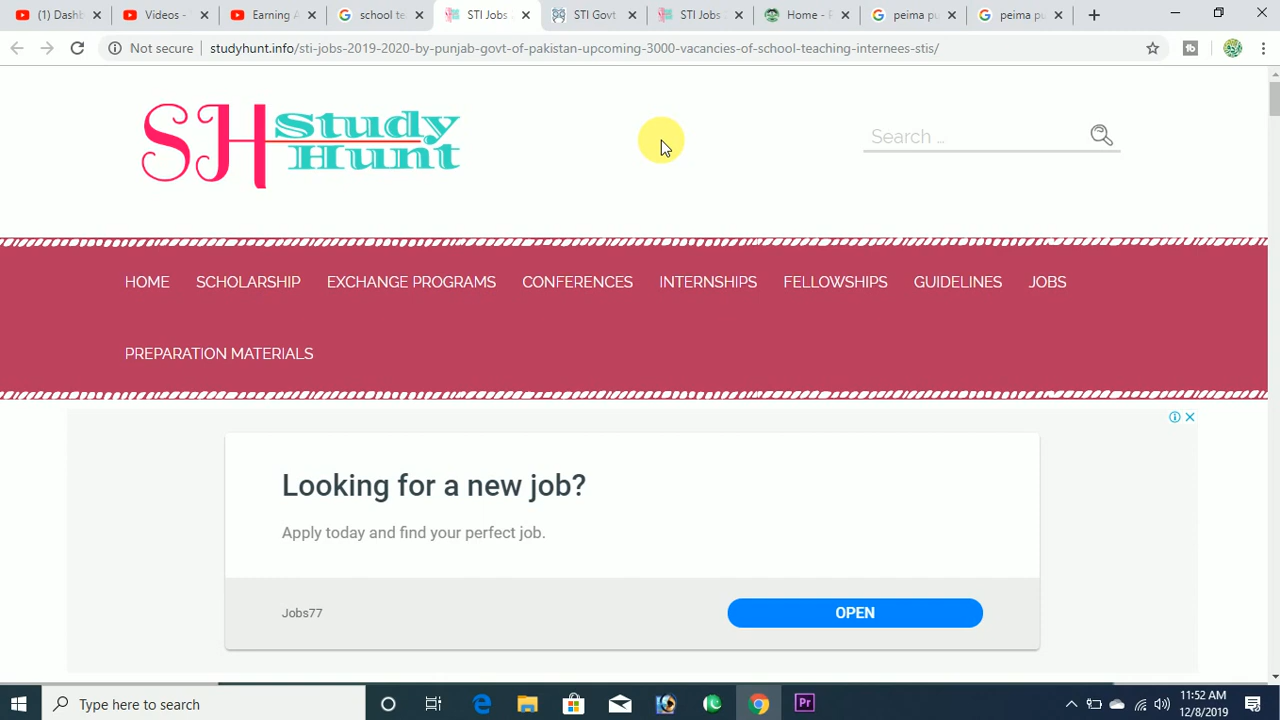 (1) Dash
Videos -
Earning A
school te
STI Jobs
STI Govt
STI Jobs
Home -
peima pu
peima pu
Not secure
studyhunt.info/sti-jobs-2019-2020-by-punjab-govt-of-pakistan-upcoming-3000-vacancies-of-school-teaching-internees-stis/
SH Study
Hunt
Search …
HOME SCHOLARSHIP EXCHANGE PROGRAMS CONFERENCES INTERNSHIPS FELLOWSHIPS GUIDELINES JOBS
PREPARATION MATERIALS
Looking for a new job?
Apply today and find your perfect job.
Jobs77
OPEN
Type here to search
Pr
11:52 AM
12/8/2019